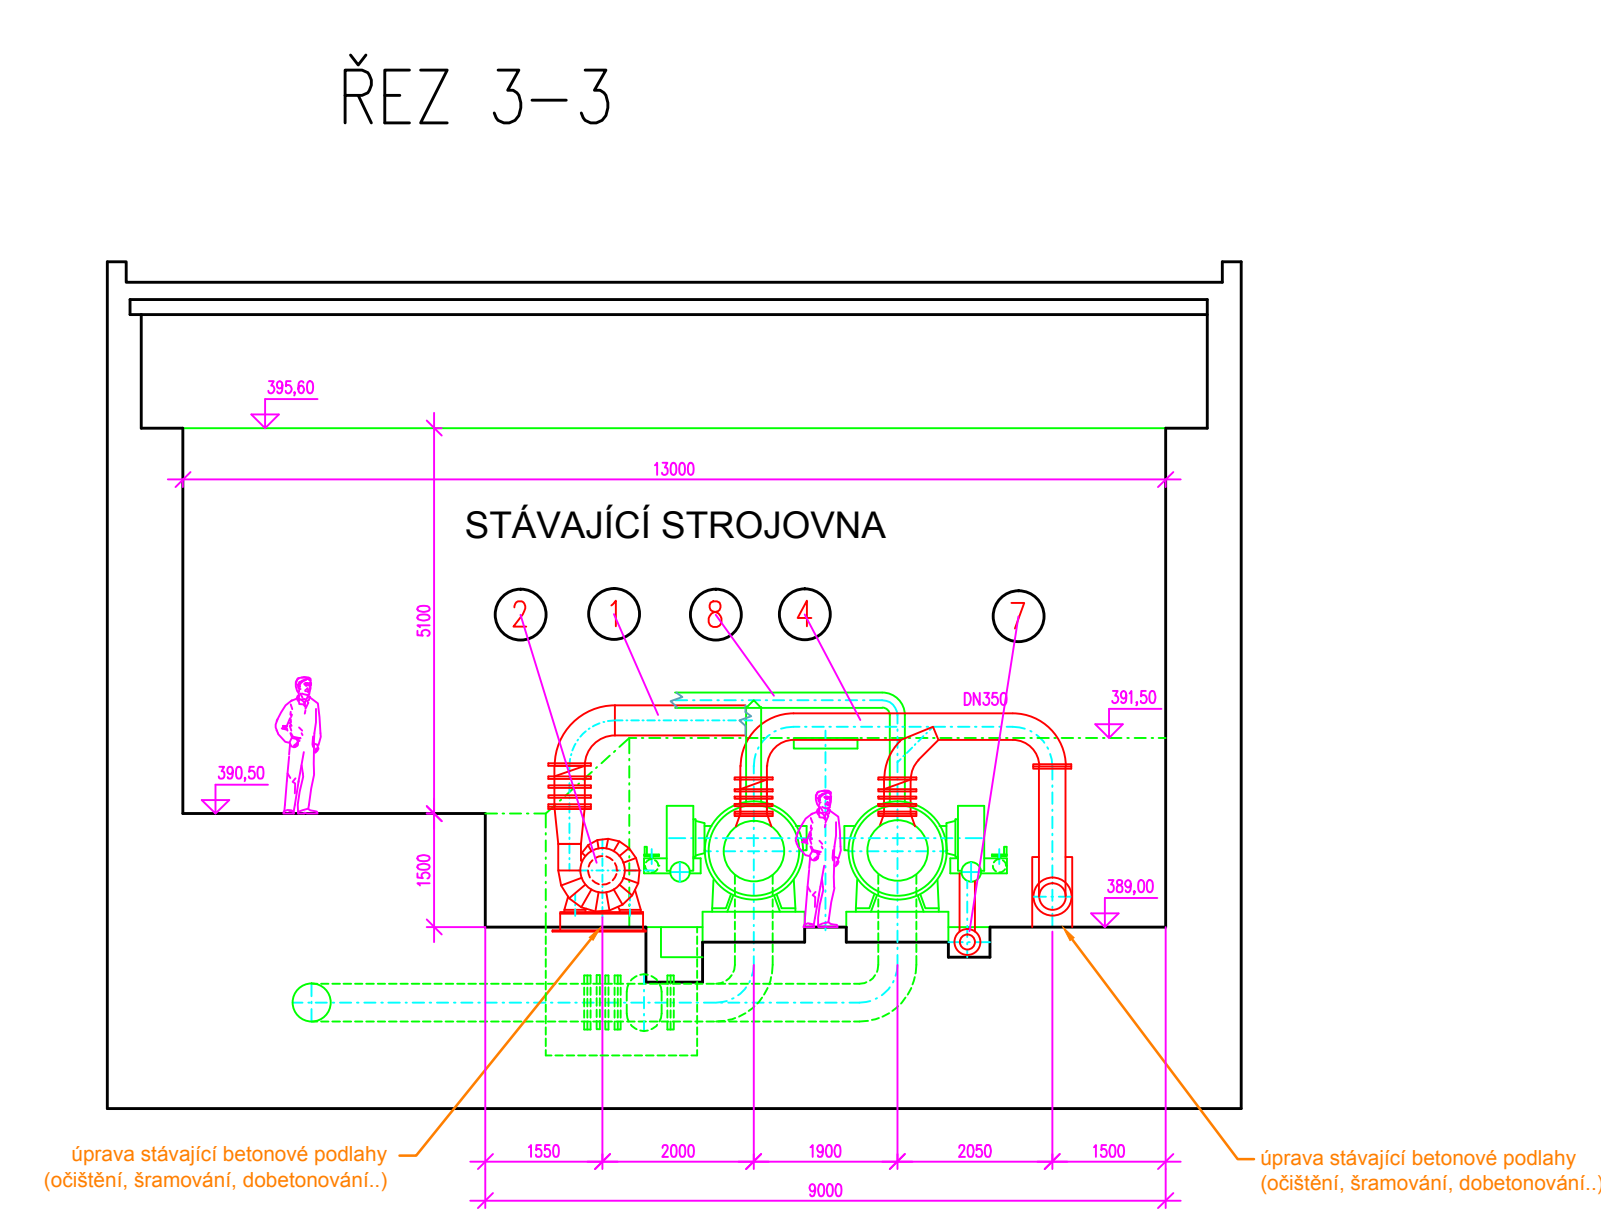 ŘEZ 3-3
395,60
13000
STÁVAJÍCÍ STROJOVNA
5100
2 1 8 4 7
DN350
391,50
390,50
1500
389,00
úprava stávající betonové podlahy
(očištění, šramování, dobetonování..)
1550 2000 1900 2050 1500
9000
úprava stávající betonové podlahy
(očištění, šramování, dobetonování..)